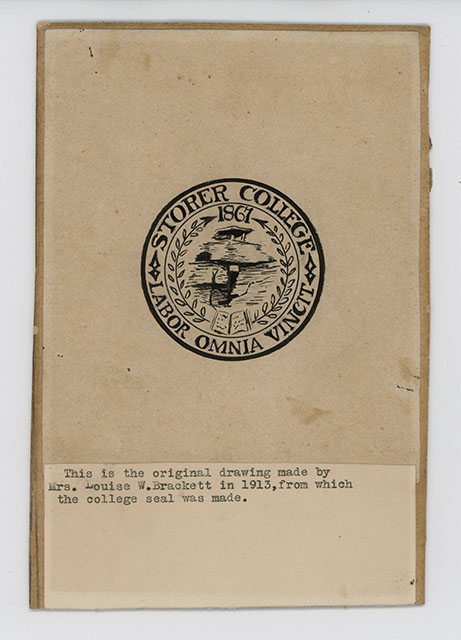 STORER COLLEGE
1867
LABOR OMNIA VINCIT
This is the original drawing made by
Mrs. Louise W.Brackett in 1913,from which
the college seal was made.